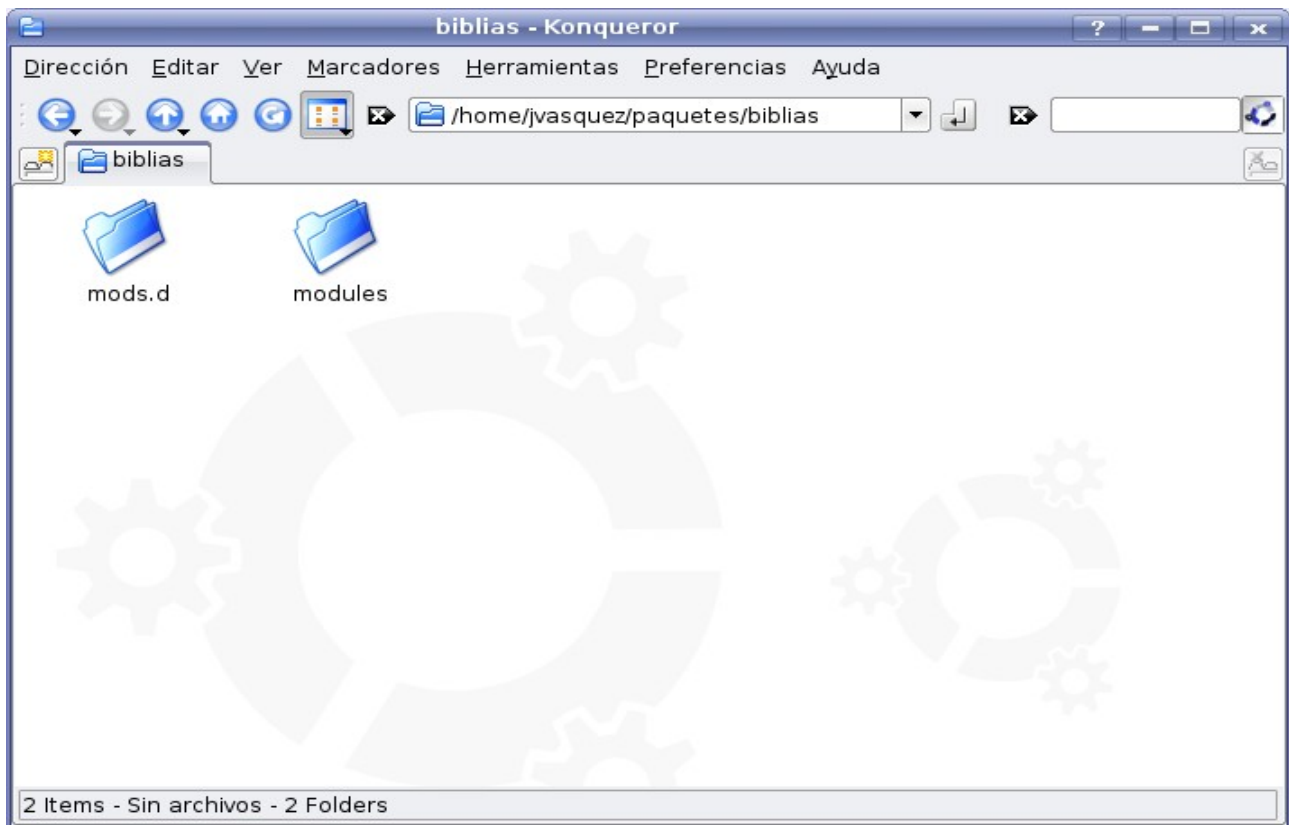 biblias - Konqueror
Dirección Editar Ver Marcadores Herramientas Preferencias Ayuda
/home/jvasquez/paquetes/biblias
biblias
mods.d modules
2 Items - Sin archivos - 2 Folders